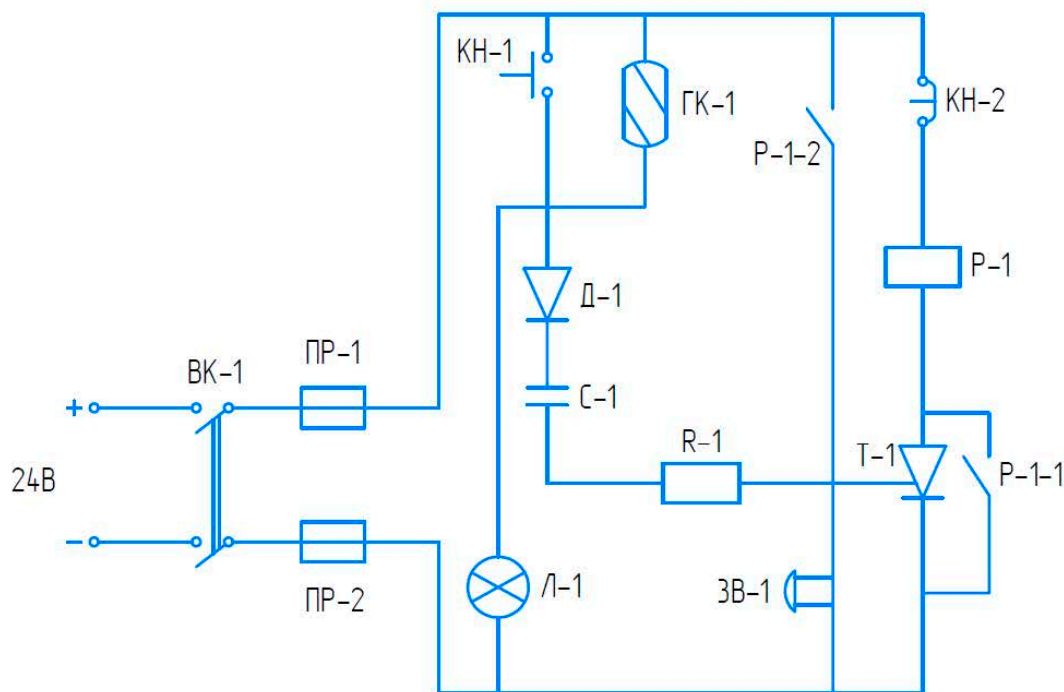 КН-1
ГК-1
КН-2
Р-1-2
Р-1
Д-1
ПР-1
ВК-1
С-1
+
R-1
Т-1
Р-1-1
24В
-
ЗВ-1
Л-1
ПР-2